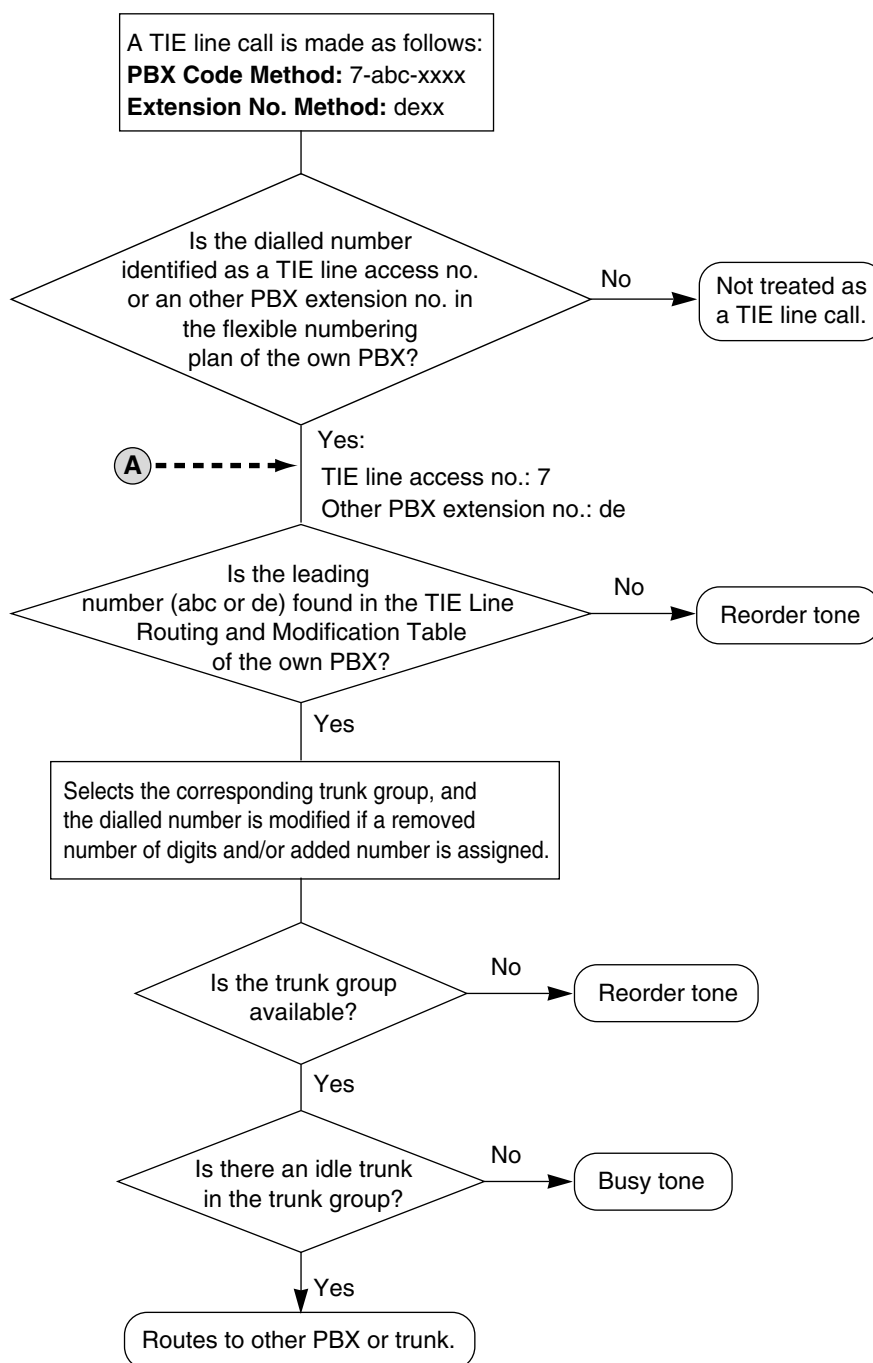 A TIE line call is made as follows:
PBX Code Method: 7-abc-xxxx
Extension No. Method: dexx
Is the dialled number
identified as a TIE line access no.
or an other PBX extension no. in
the flexible numbering
plan of the own PBX?
No
Not treated as
a TIE line call.
A
Yes:
TIE line access no.: 7
Other PBX extension no.: de
Is the leading
number (abc or de) found in the TIE Line
Routing and Modification Table
of the own PBX?
No
Reorder tone
Yes
Selects the corresponding trunk group, and
the dialled number is modified if a removed
number of digits and/or added number is assigned.
Is the trunk group
available?
No
Reorder tone
Yes
Is there an idle trunk
in the trunk group?
No
Busy tone
Yes
Routes to other PBX or trunk.